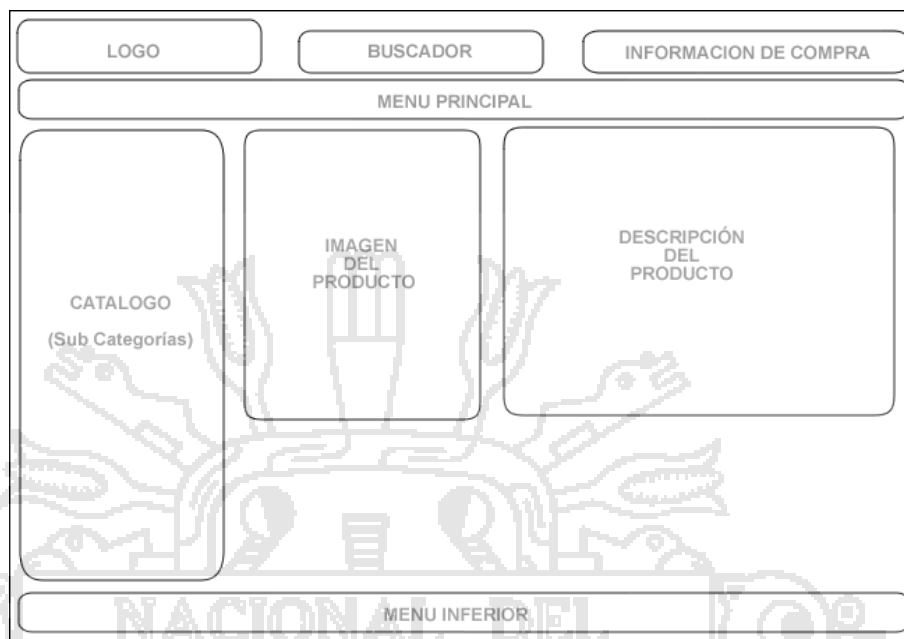 LOGO
BUSCADOR
INFORMACION DE COMPRA
MENU PRINCIPAL
CATALOGO
(Sub Categorías)
IMAGEN
DEL
PRODUCTO
DESCRIPCIÓN
DEL
PRODUCTO
MENU INFERIOR
NACIONAL DEL